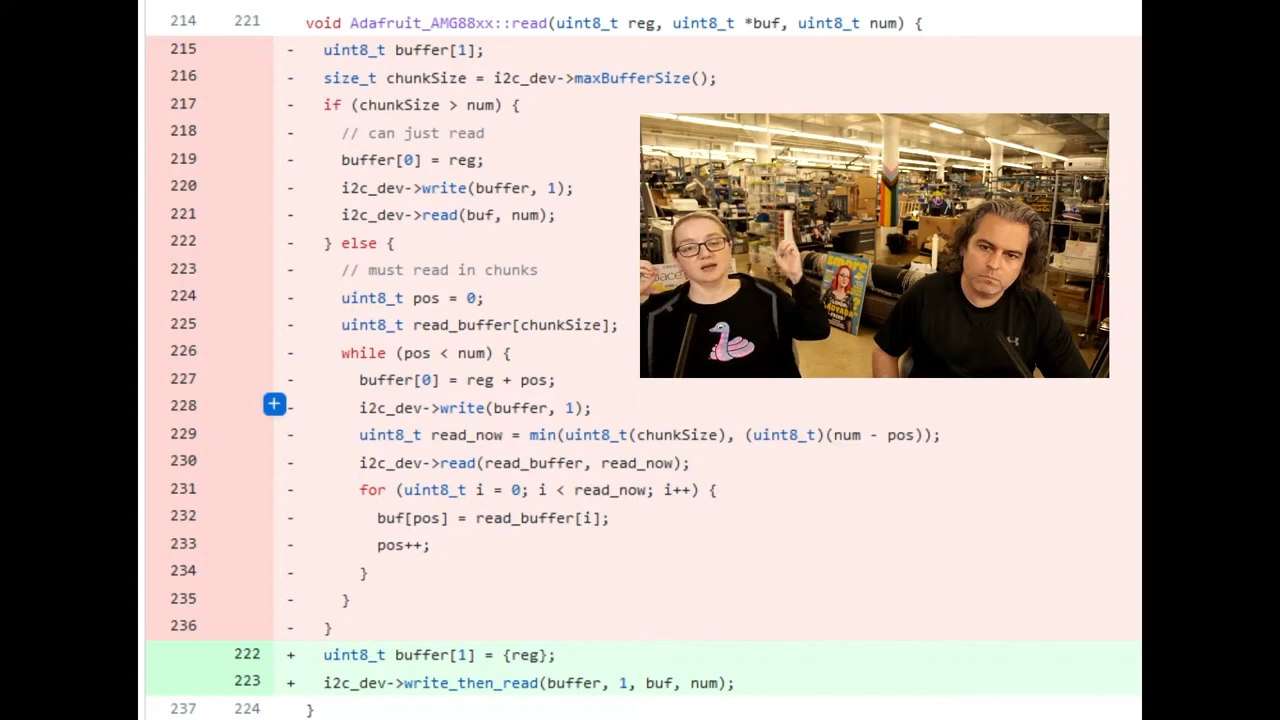 214 221 void Adafruit_AMG88xx::read(uint8_t reg, uint8_t *buf, uint8_t num) {
215 - uint8_t buffer[1];
216 - size_t chunkSize = i2c_dev->maxBufferSize();
217 - if (chunkSize > num) {
218 - // can just read
219 - buffer[0] = reg;
220 - i2c_dev->write(buffer, 1);
221 - i2c_dev->read(buf, num);
222 - } else {
223 - // must read in chunks
224 - uint8_t pos = 0;
225 - uint8_t read_buffer[chunkSize];
226 - while (pos < num) {
227 - buffer[0] = reg + pos;
228 + - i2c_dev->write(buffer, 1);
229 - uint8_t read_now = min(uint8_t(chunkSize), (uint8_t)(num - pos));
230 - i2c_dev->read(read_buffer, read_now);
231 - for (uint8_t i = 0; i < read_now; i++) {
232 - buf[pos] = read_buffer[i];
233 - pos++;
234 - }
235 - }
236 - }
222 + uint8_t buffer[1] = {reg};
223 + i2c_dev->write_then_read(buffer, 1, buf, num);
237 224 }